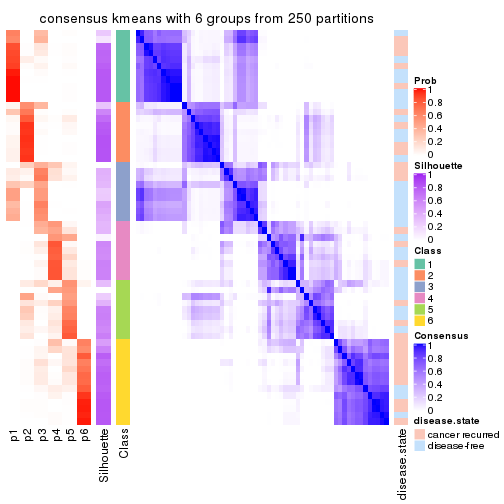 consensus kmeans with 6 groups from 250 partitions
Prob
1
0.8
0.6
0.4
0.2
0
Silhouette
1
0.8
0.6
0.4
0.2
0
Class
1
2
3
4
5
6
Consensus
1
0.8
0.6
0.4
0.2
0
disease.state
cancer recurred
disease-free
p1
p2
p3
p4
p5
p6
Silhouette
Class
disease.state